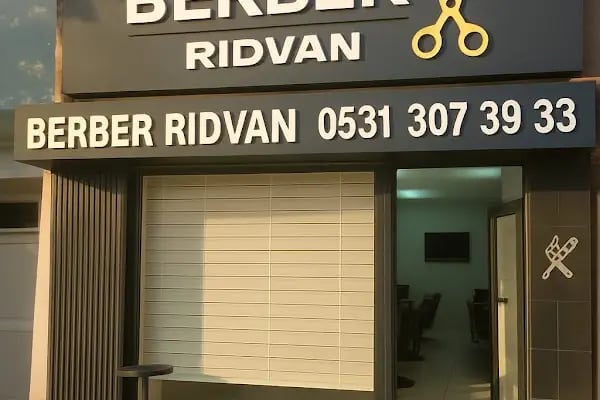 BERBER
RIDVAN
BERBER RIDVAN 0531 307 39 33